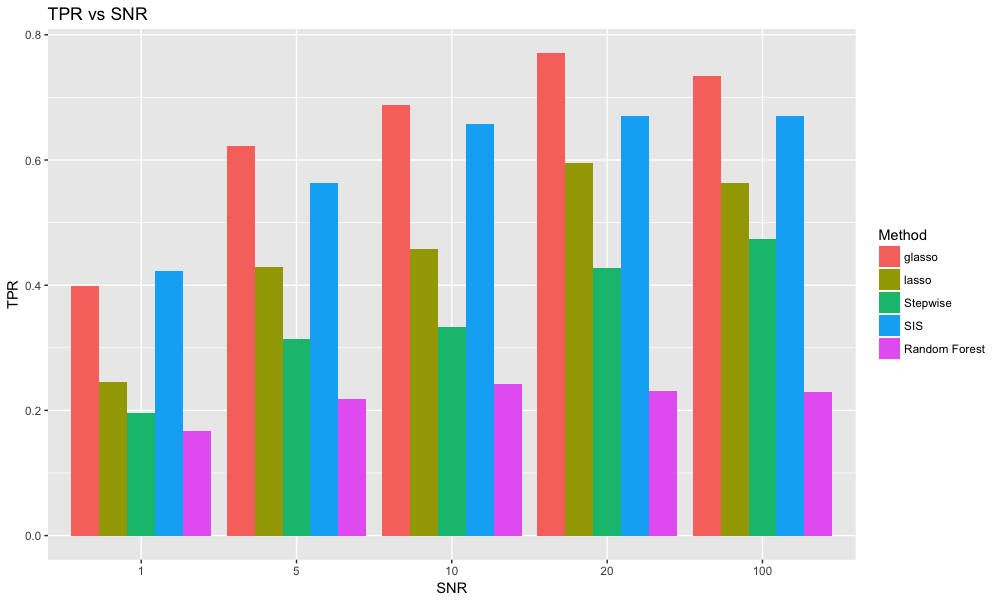 TPR vs SNR
0.8
0.6
0.4
0.2
0.0
TPR
1 5 10 20 100
SNR
Method
glasso
lasso
Stepwise
SIS
Random Forest